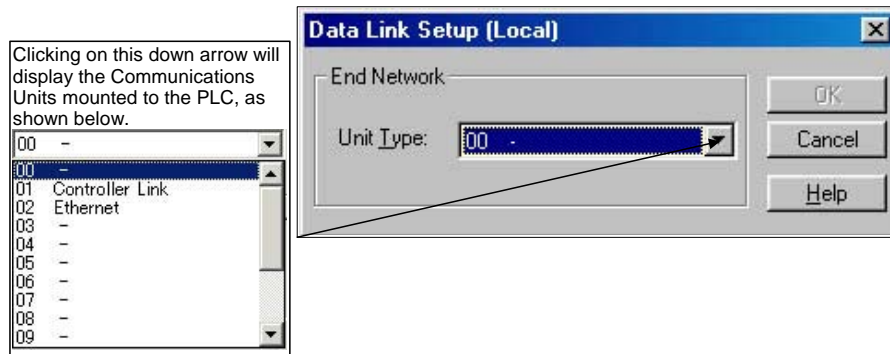 Clicking on this down arrow will
display the Communications
Units mounted to the PLC, as
shown below.
00 –
00 –
01 Controller Link
02 Ethernet
03 –
04 –
05 –
06 –
07 –
08 –
09 –
Data Link Setup (Local)
End Network
Unit Type: 00 -
OK
Cancel
Help